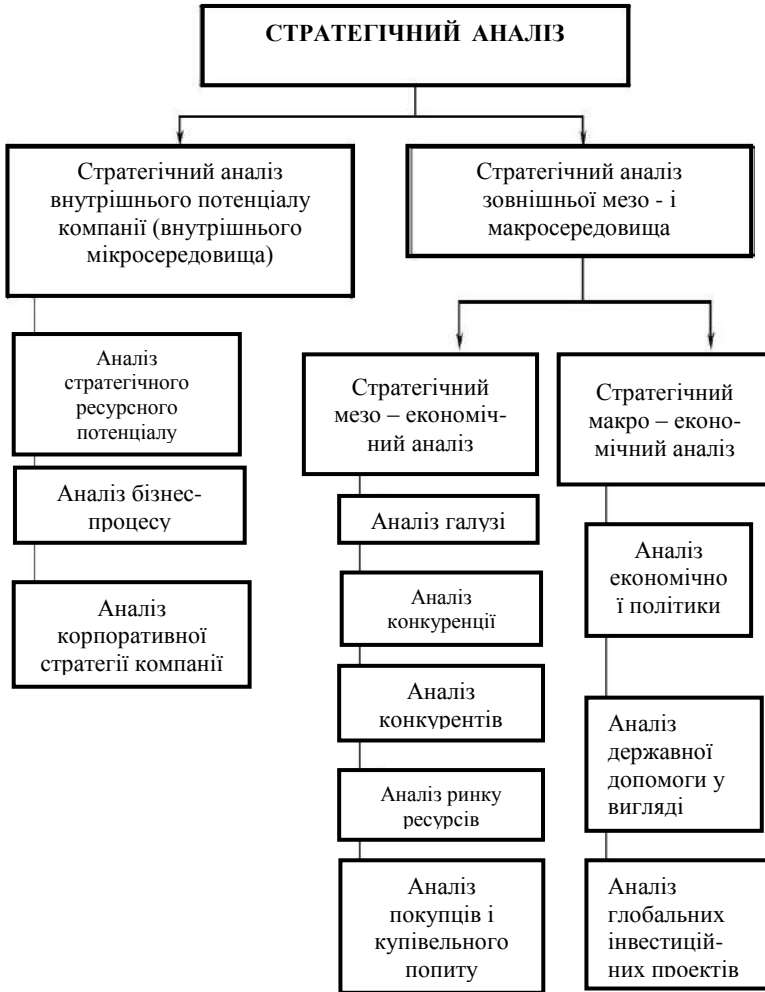 СТРАТЕГІЧНИЙ АНАЛІЗ
Стратегічний аналіз
внутрішнього потенціалу
компанії (внутрішнього
мікросередовища)
Стратегічний аналіз
зовнішньої мезо - і
макросередовища
Аналіз
стратегічного
ресурсного
потенціалу
Аналіз бізнес-
процесу
Аналіз
корпоративної
стратегії компанії
Стратегічний
мезо – економіч-
ний аналіз
Аналіз галузі
Аналіз
конкуренції
Аналіз
конкурентів
Аналіз ринку
ресурсів
Аналіз
покупців і
купівельного
попиту
Стратегічний
макро – еконо-
мічний аналіз
Аналіз
економічно
ї політики
Аналіз
державної
допомоги у
вигляді
Аналіз
глобальних
інвестицій-
них проектів